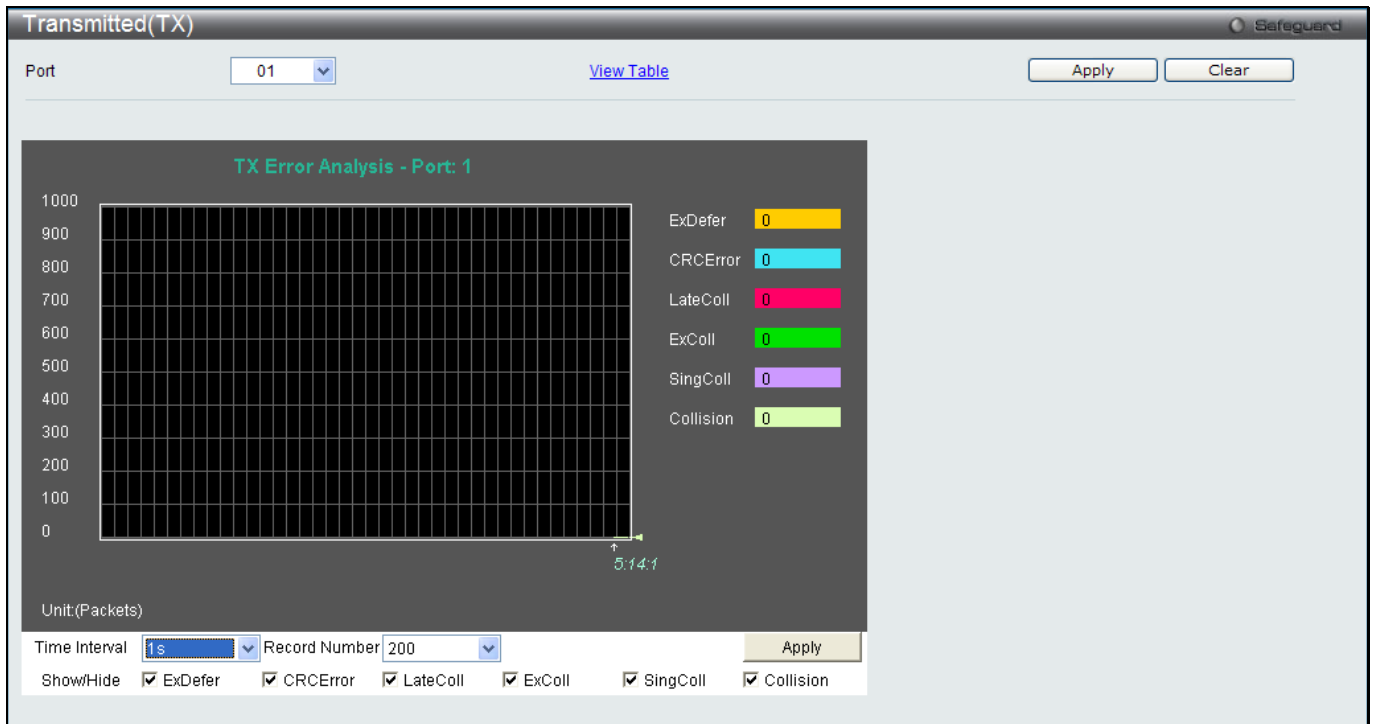 Transmitted(TX)
Safeguard
Port 01 View Table Apply Clear
TX Error Analysis - Port: 1
1000
900
800
700
600
500
400
300
200
100
0
ExDefer 0
CRCError 0
LateColl 0
ExColl 0
SingColl 0
Collision 0
5:14:1
Unit:(Packets)
Time Interval 1s Record Number 200 Apply
Show/Hide ExDefer CRCError LateColl ExColl SingColl Collision